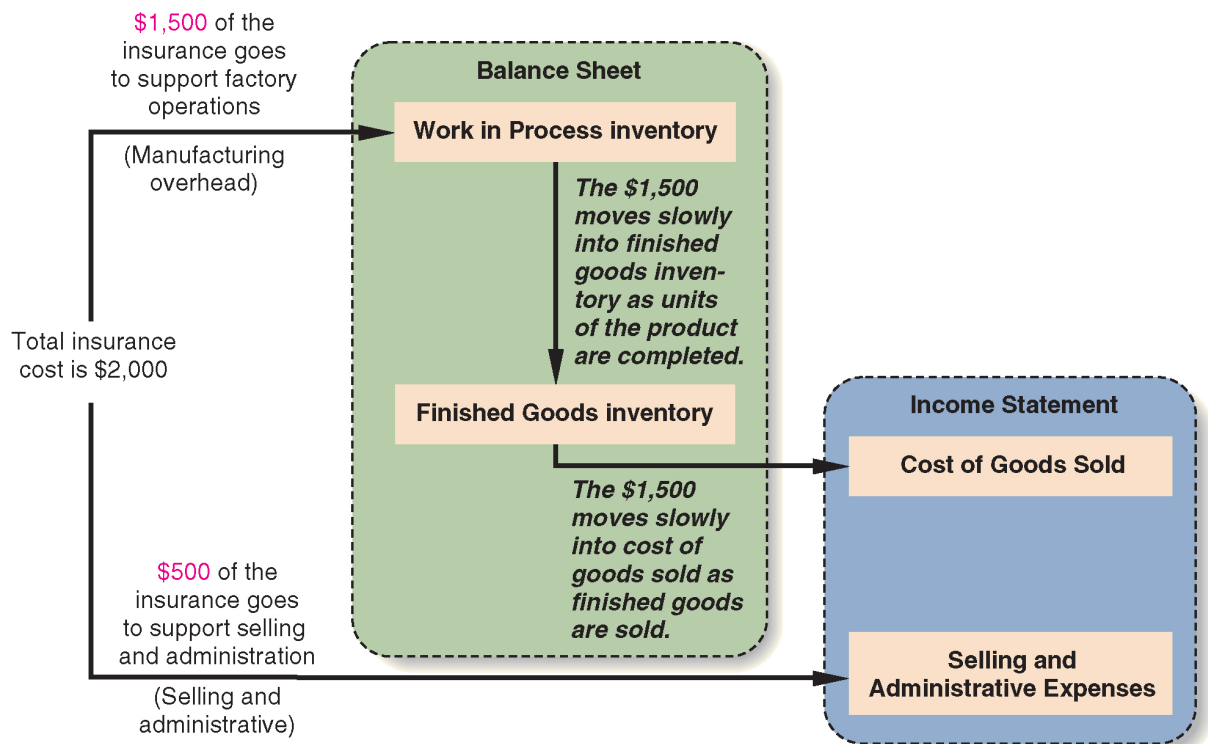 $1,500 of the
insurance goes
to support factory
operations
(Manufacturing
overhead)
Total insurance
cost is $2,000
$500 of the
insurance goes
to support selling
and administration
(Selling and
administrative)
Balance Sheet
Work in Process inventory
The $1,500
moves slowly
into finished
goods inven-
tory as units
of the product
are completed.
Finished Goods inventory
The $1,500
moves slowly
into cost of
goods sold as
finished goods
are sold.
Income Statement
Cost of Goods Sold
Selling and
Administrative Expenses